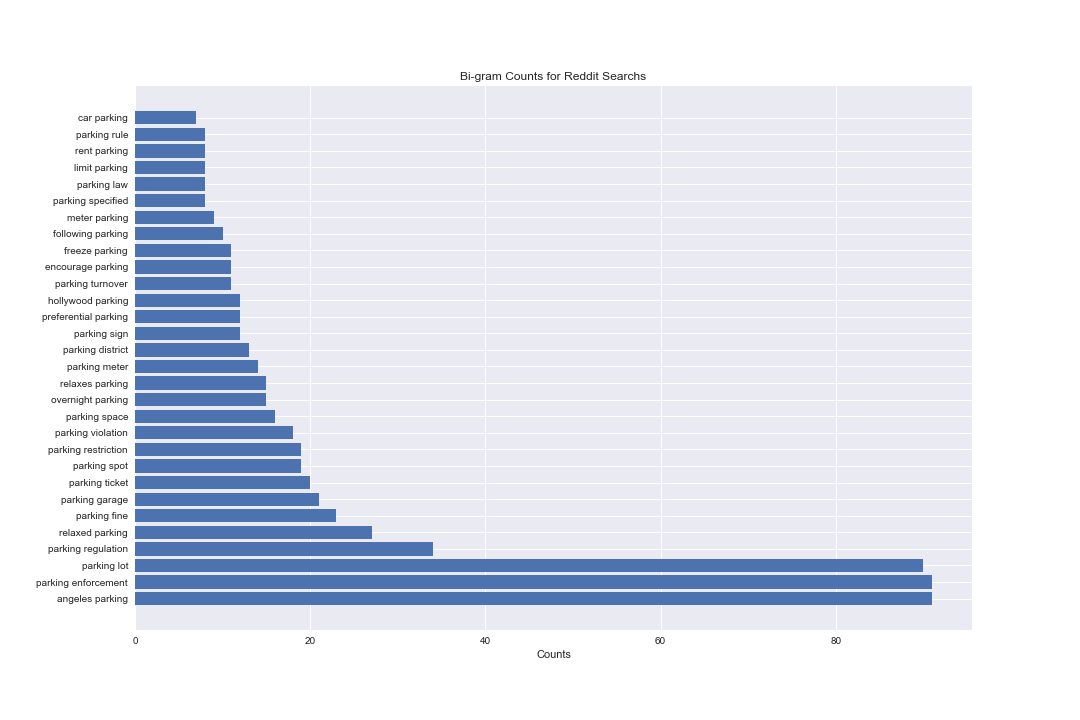 Bi-gram Counts for Reddit Searchs
car parking
parking rule
rent parking
limit parking
parking law
parking specified
meter parking
following parking
freeze parking
encourage parking
parking turnover
hollywood parking
preferential parking
parking sign
parking district
parking meter
relaxes parking
overnight parking
parking space
parking violation
parking restriction
parking spot
parking ticket
parking garage
parking fine
relaxed parking
parking regulation
parking lot
parking enforcement
angeles parking
0 20 40 60 80
Counts